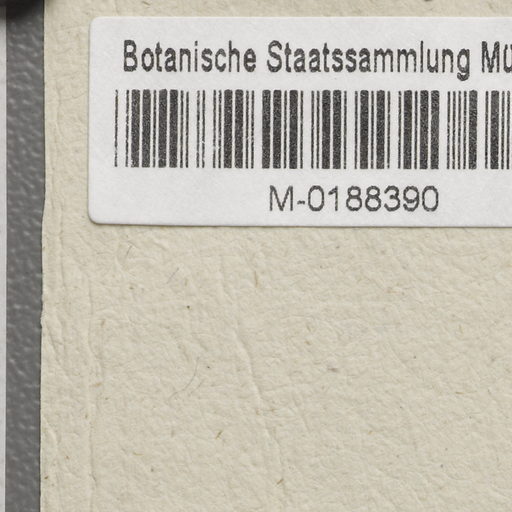 Botanische Staatssammlung Mü
M-0188390